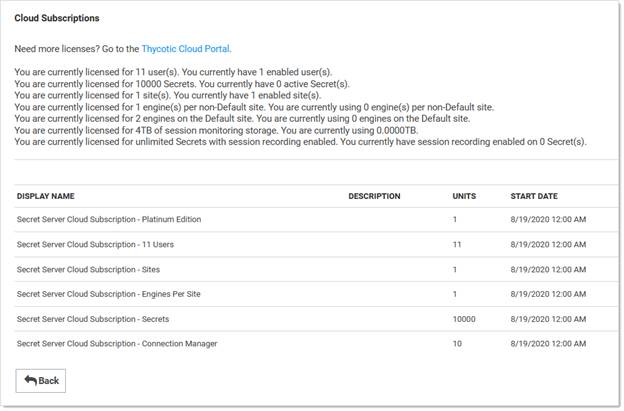 Cloud Subscriptions
Need more licenses? Go to the Thycotic Cloud Portal.
You are currently licensed for 11 user(s). You currently have 1 enabled user(s).
You are currently licensed for 10000 Secrets. You currently have 0 active Secret(s).
You are currently licensed for 1 site(s). You currently have 1 enabled site(s).
You are currently licensed for 1 engine(s) per non-Default site. You are currently using 0 engine(s) per non-Default site.
You are currently licensed for 2 engines on the Default site. You are currently using 0 engines on the Default site.
You are currently licensed for 4TB of session monitoring storage. You are currently using 0.0000TB.
You are currently licensed for unlimited Secrets with session recording enabled. You currently have session recording enabled on 0 Secret(s).
DISPLAY NAME DESCRIPTION UNITS START DATE
Secret Server Cloud Subscription - Platinum Edition 1 8/19/2020 12:00 AM
Secret Server Cloud Subscription - 11 Users 11 8/19/2020 12:00 AM
Secret Server Cloud Subscription - Sites 1 8/19/2020 12:00 AM
Secret Server Cloud Subscription - Engines Per Site 1 8/19/2020 12:00 AM
Secret Server Cloud Subscription - Secrets 10000 8/19/2020 12:00 AM
Secret Server Cloud Subscription - Connection Manager 10 8/19/2020 12:00 AM
Back